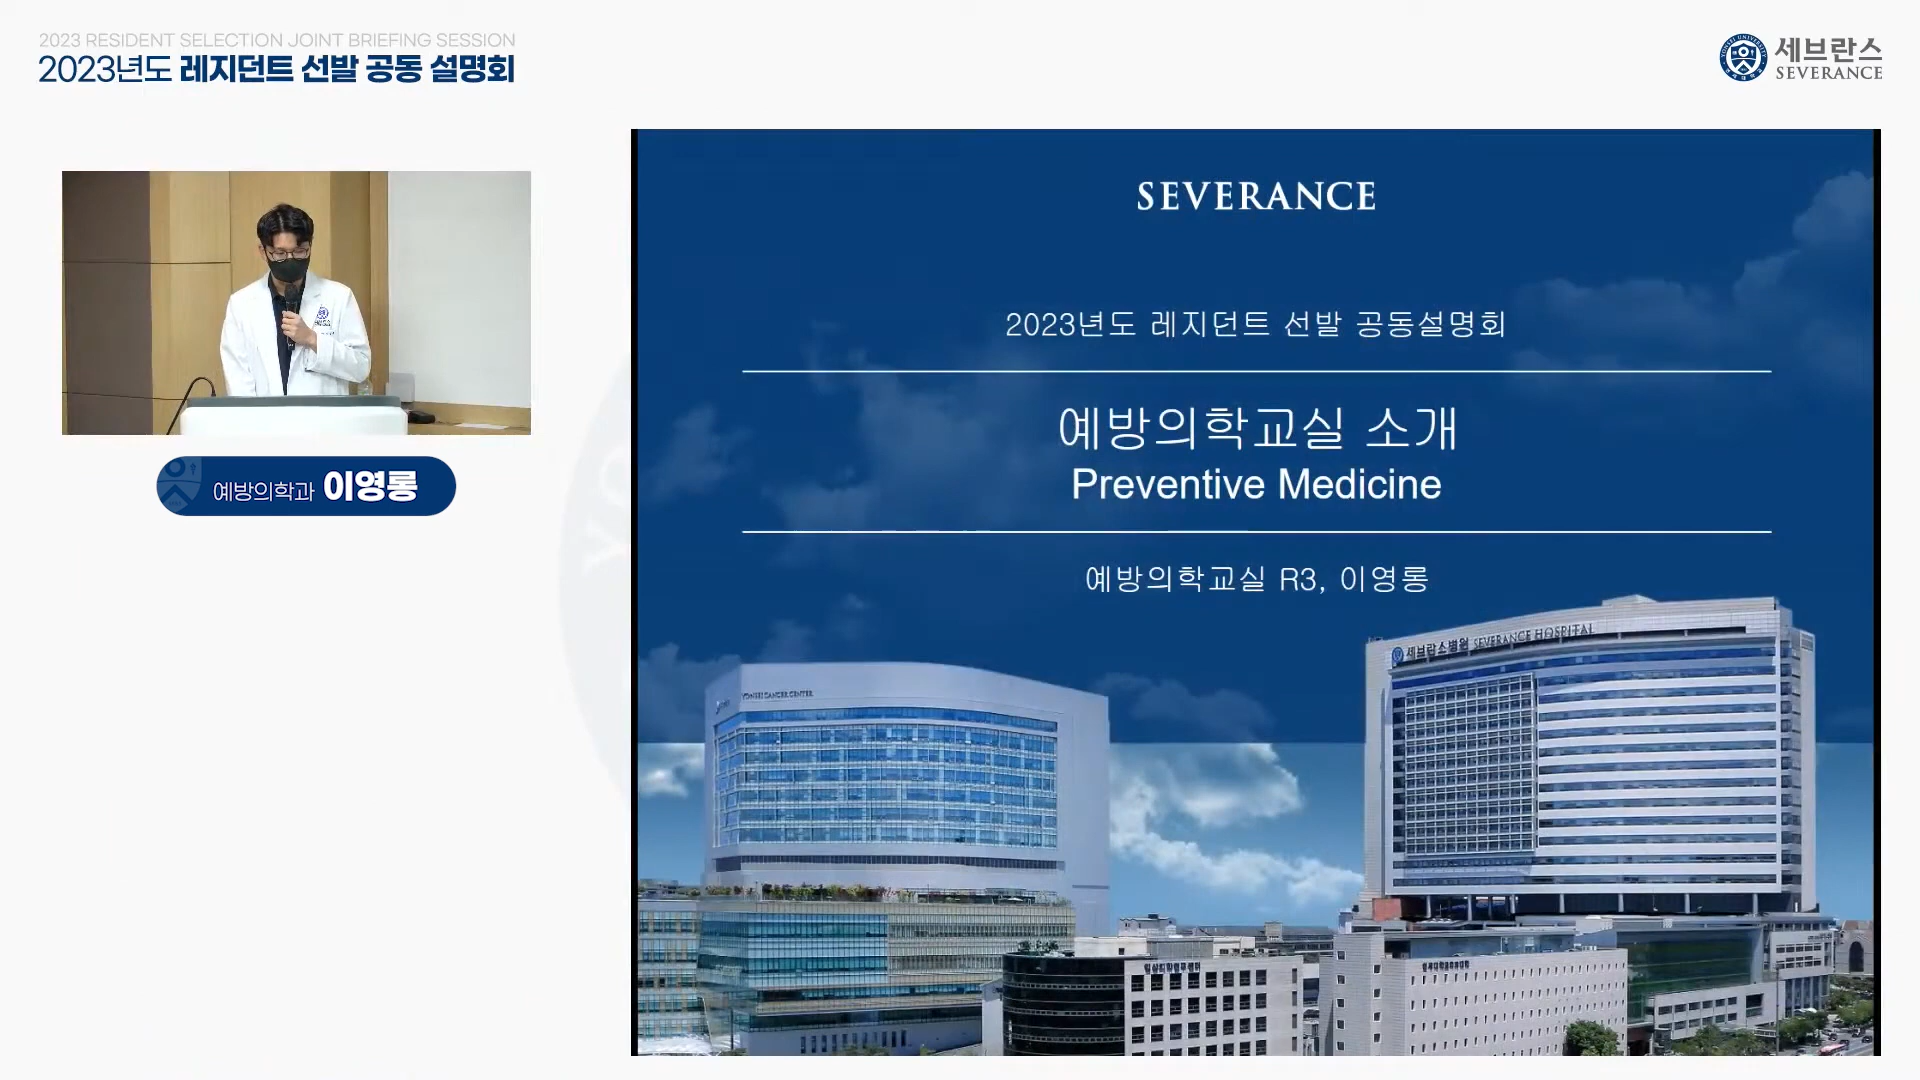 2023 RESIDENT SELECTION JOINT BRIEFING SESSION
2023년도 레지던트 선발 공동 설명회
세브란스
SEVERANCE
예방의학과 이영롱
SEVERANCE
2023년도 레지던트 선발 공동설명회
예방의학교실 소개
Preventive Medicine
예방의학교실 R3, 이영롱
YONSEI CANCER CENTER
세브란스병원 SEVERANCE HOSPITAL